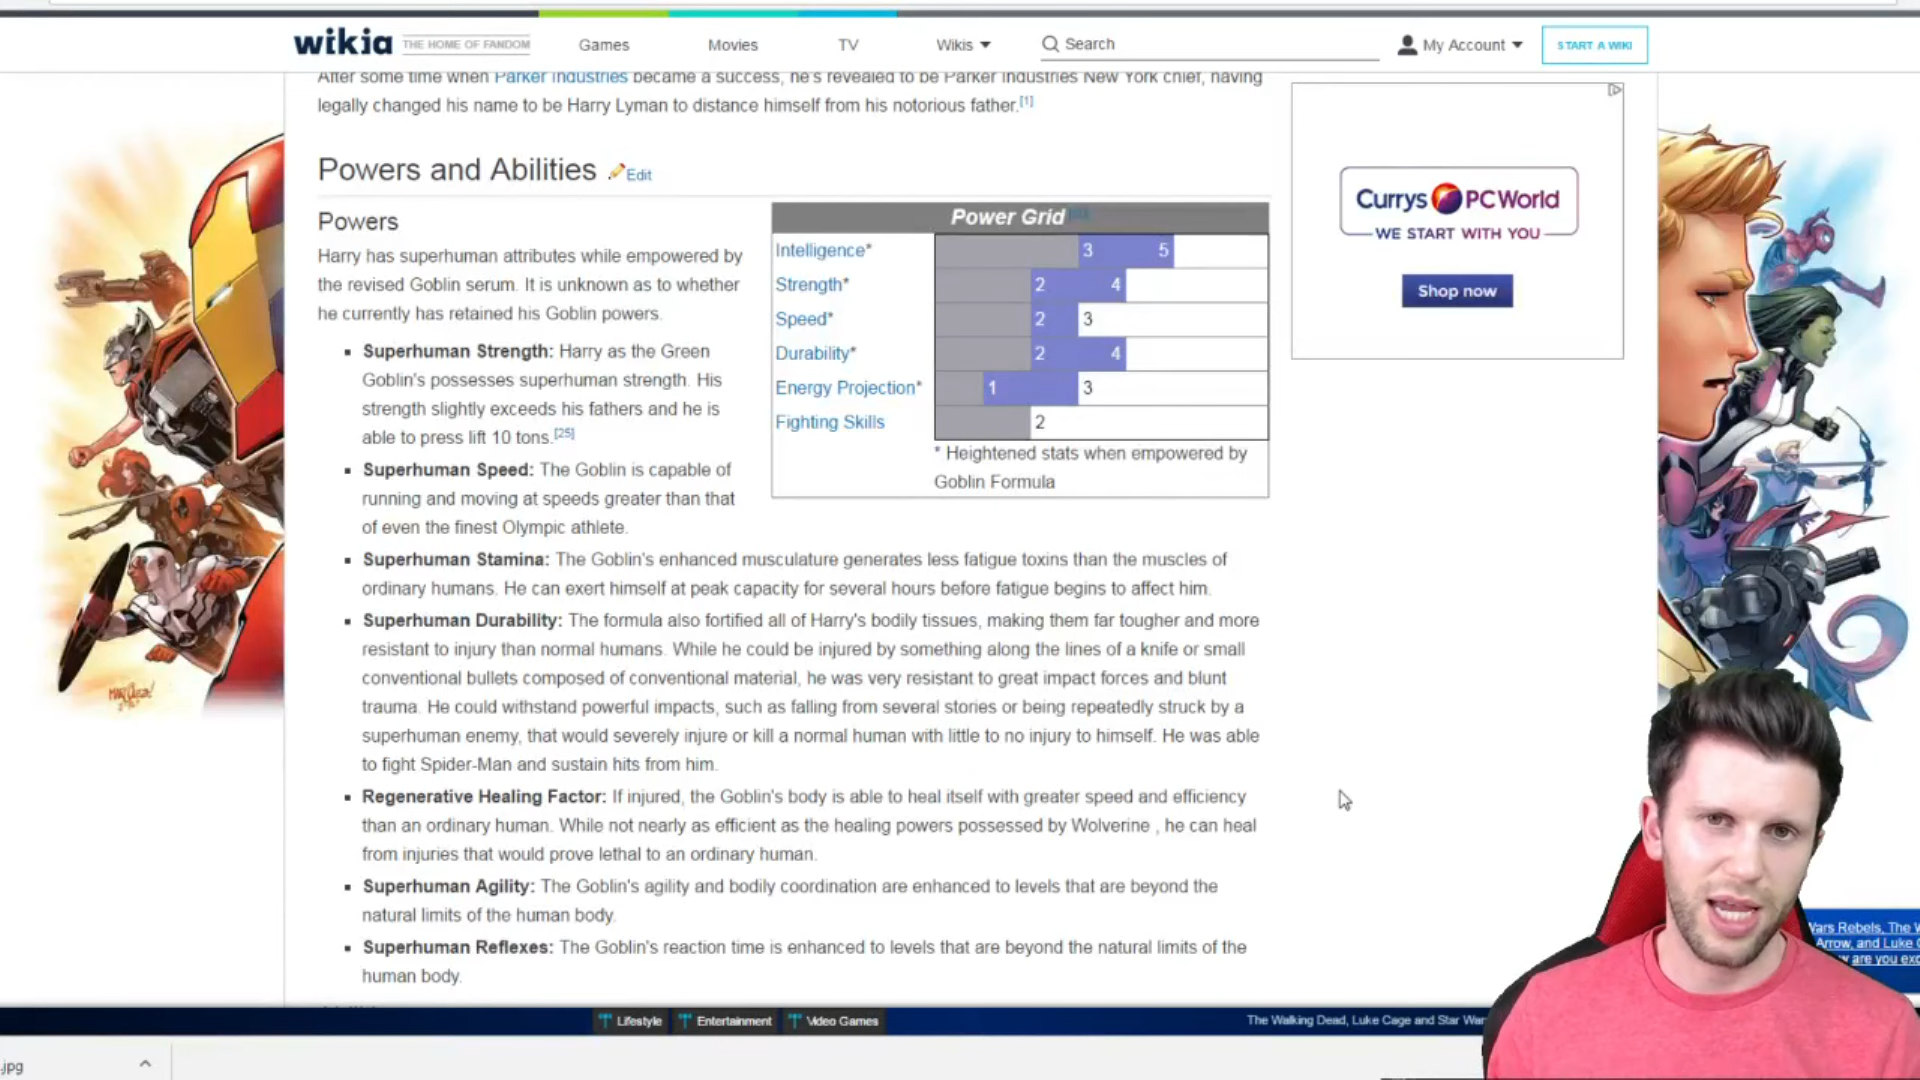 wikia THE HOME OF FANDOM Games Movies TV Wikis Search My Account START A WIKI
After some time when Parker Industries became a success, he's revealed to be Parker Industries New York chief, having
legally changed his name to be Harry Lyman to distance himself from his notorious father.[1]
Powers and Abilities Edit
Powers
Harry has superhuman attributes while empowered by
the revised Goblin serum. It is unknown as to whether
he currently has retained his Goblin powers.
▪ Superhuman Strength: Harry as the Green
Goblin's possesses superhuman strength. His
strength slightly exceeds his fathers and he is
able to press lift 10 tons.[25]
▪ Superhuman Speed: The Goblin is capable of
running and moving at speeds greater than that
of even the finest Olympic athlete.
Power Grid
Intelligence* 3 5
Strength* 2 4
Speed* 2 3
Durability* 2 4
Energy Projection* 1 3
Fighting Skills 2
* Heightened stats when empowered by
Goblin Formula
▪ Superhuman Stamina: The Goblin's enhanced musculature generates less fatigue toxins than the muscles of
ordinary humans. He can exert himself at peak capacity for several hours before fatigue begins to affect him.
▪ Superhuman Durability: The formula also fortified all of Harry's bodily tissues, making them far tougher and more
resistant to injury than normal humans. While he could be injured by something along the lines of a knife or small
conventional bullets composed of conventional material, he was very resistant to great impact forces and blunt
trauma. He could withstand powerful impacts, such as falling from several stories or being repeatedly struck by a
superhuman enemy, that would severely injure or kill a normal human with little to no injury to himself. He was able
to fight Spider-Man and sustain hits from him.
▪ Regenerative Healing Factor: If injured, the Goblin's body is able to heal itself with greater speed and efficiency
than an ordinary human. While not nearly as efficient as the healing powers possessed by Wolverine , he can heal
from injuries that would prove lethal to an ordinary human.
▪ Superhuman Agility: The Goblin's agility and bodily coordination are enhanced to levels that are beyond the
natural limits of the human body.
▪ Superhuman Reflexes: The Goblin's reaction time is enhanced to levels that are beyond the natural limits of the
human body.
Currys PC World
WE START WITH YOU
Shop now
Wars Rebels, The W
Arrow, and Luke C
are you exc
Lifestyle Entertainment Video Games The Walking Dead, Luke Cage and Star War
.jpg